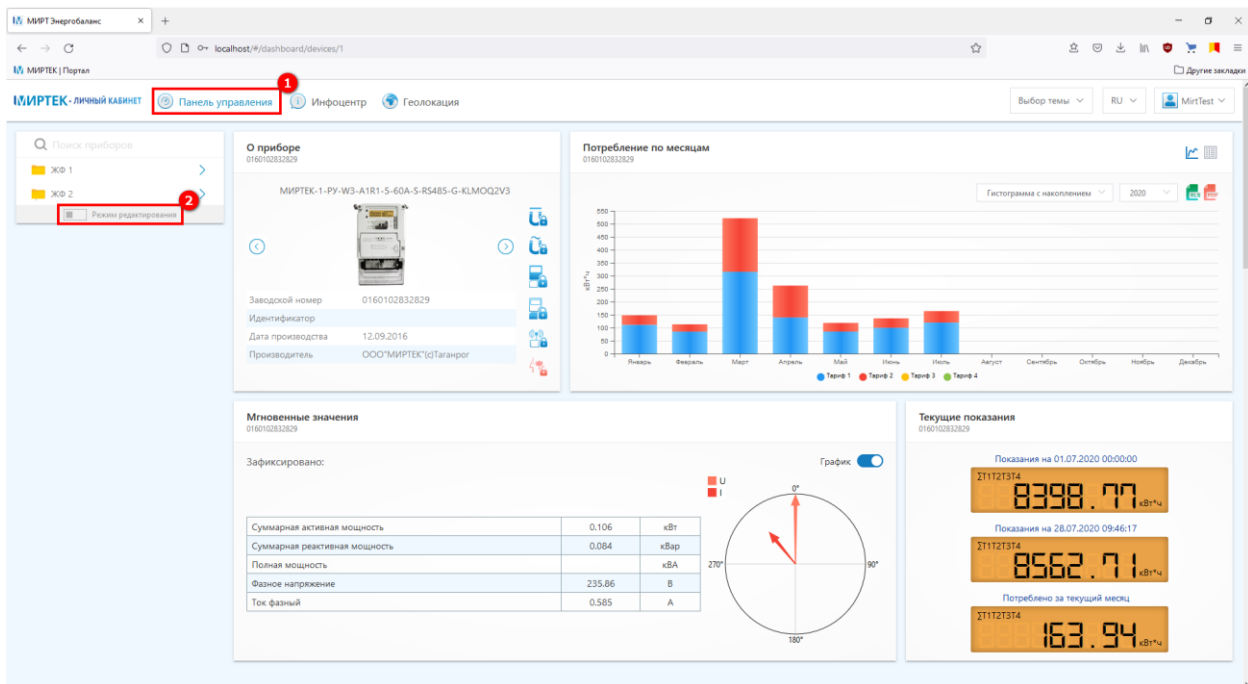 МИРТ Энергобаланс
localhost/#/dashboard/devices/1
МИРТЕК | Портал
Другие закладки
1
МИРТЕК - ЛИЧНЫЙ КАБИНЕТ
Панель управления
Инфоцентр
Геолокация
Выбор темы
RU
MirtTest
Поиск приборов
ЖФ 1
ЖФ 2
2
Режим редактирования
О приборе
0160102832829
МИРТЕК-1-РУ-W3-A1R1-5-60A-S-RS485-G-KLMOQ2V3
Заводской номер 0160102832829
Идентификатор
Дата производства 12.09.2016
Производитель ООО"МИРТЕК"(с)Таганрог
Потребление по месяцам
0160102832829
Гистограмма с накоплением
2020
кВт*ч
550
450
400
350
300
250
200
150
100
50
0
Январь Февраль Март Апрель Май Июнь Июль Август Сентябрь Октябрь Ноябрь Декабрь
Тариф 1 Тариф 2 Тариф 3 Тариф 4
Мгновенные значения
0160102832829
Зафиксировано:
График
U
I
0°
90°
180°
270°
Суммарная активная мощность 0.106 кВт
Суммарная реактивная мощность 0.084 кВар
Полная мощность кВА
Фазное напряжение 235.86 В
Ток фазный 0.585 А
Текущие показания
0160102832829
Показания на 01.07.2020 00:00:00
∑T1T2T3T4
8398.77 кВт*ч
Показания на 28.07.2020 09:46:17
∑T1T2T3T4
8562.71 кВт*ч
Потреблено за текущий месяц
∑T1T2T3T4
163.94 кВт*ч